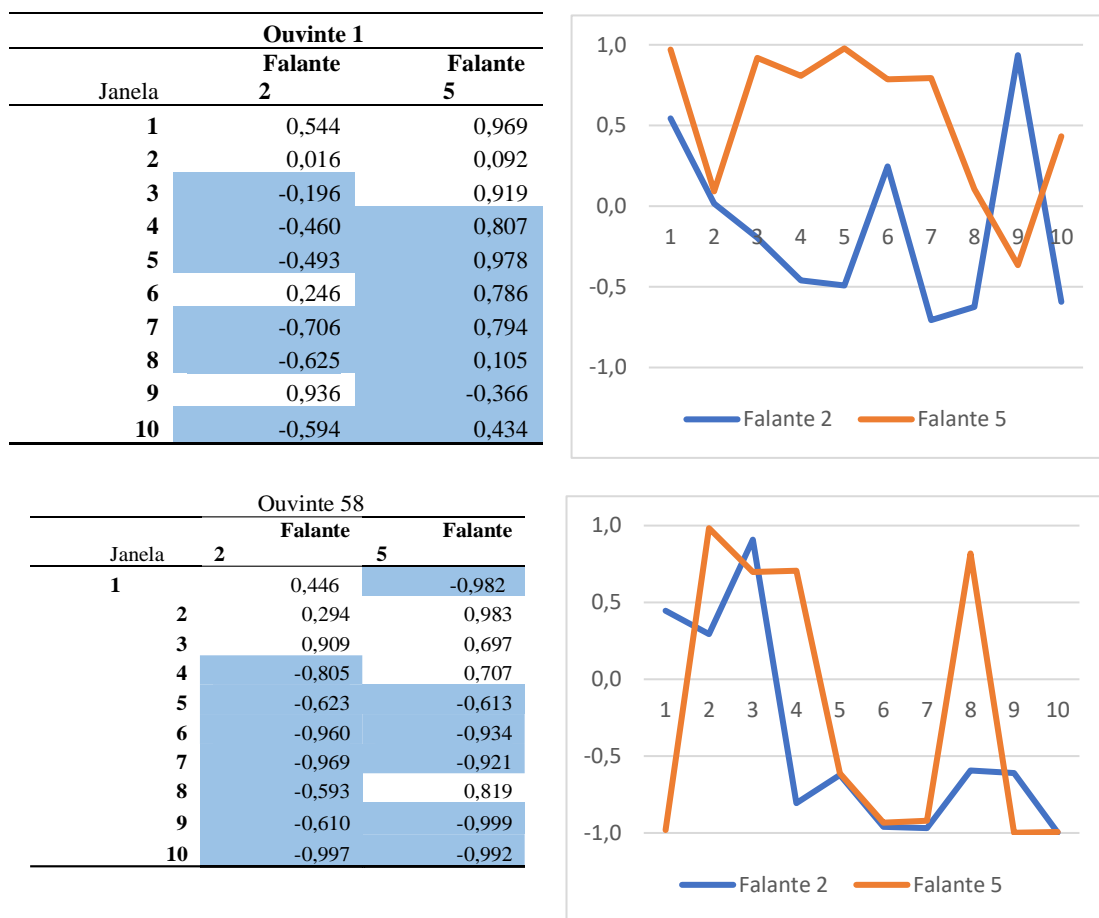 Ouvinte 1
Janela Falante 2 Falante 5
1 0,544 0,969
2 0,016 0,092
3 -0,196 0,919
4 -0,460 0,807
5 -0,493 0,978
6 0,246 0,786
7 -0,706 0,794
8 -0,625 0,105
9 0,936 -0,366
10 -0,594 0,434
1,0
0,5
0,0
1 2 3 4 5 6 7 8 9 10
-0,5
-1,0
Falante 2 Falante 5
Ouvinte 58
Janela Falante 2 Falante 5
1 0,446 -0,982
2 0,294 0,983
3 0,909 0,697
4 -0,805 0,707
5 -0,623 -0,613
6 -0,960 -0,934
7 -0,969 -0,921
8 -0,593 0,819
9 -0,610 -0,999
10 -0,997 -0,992
1,0
0,5
0,0
1 2 3 4 5 6 7 8 9 10
-0,5
-1,0
Falante 2 Falante 5